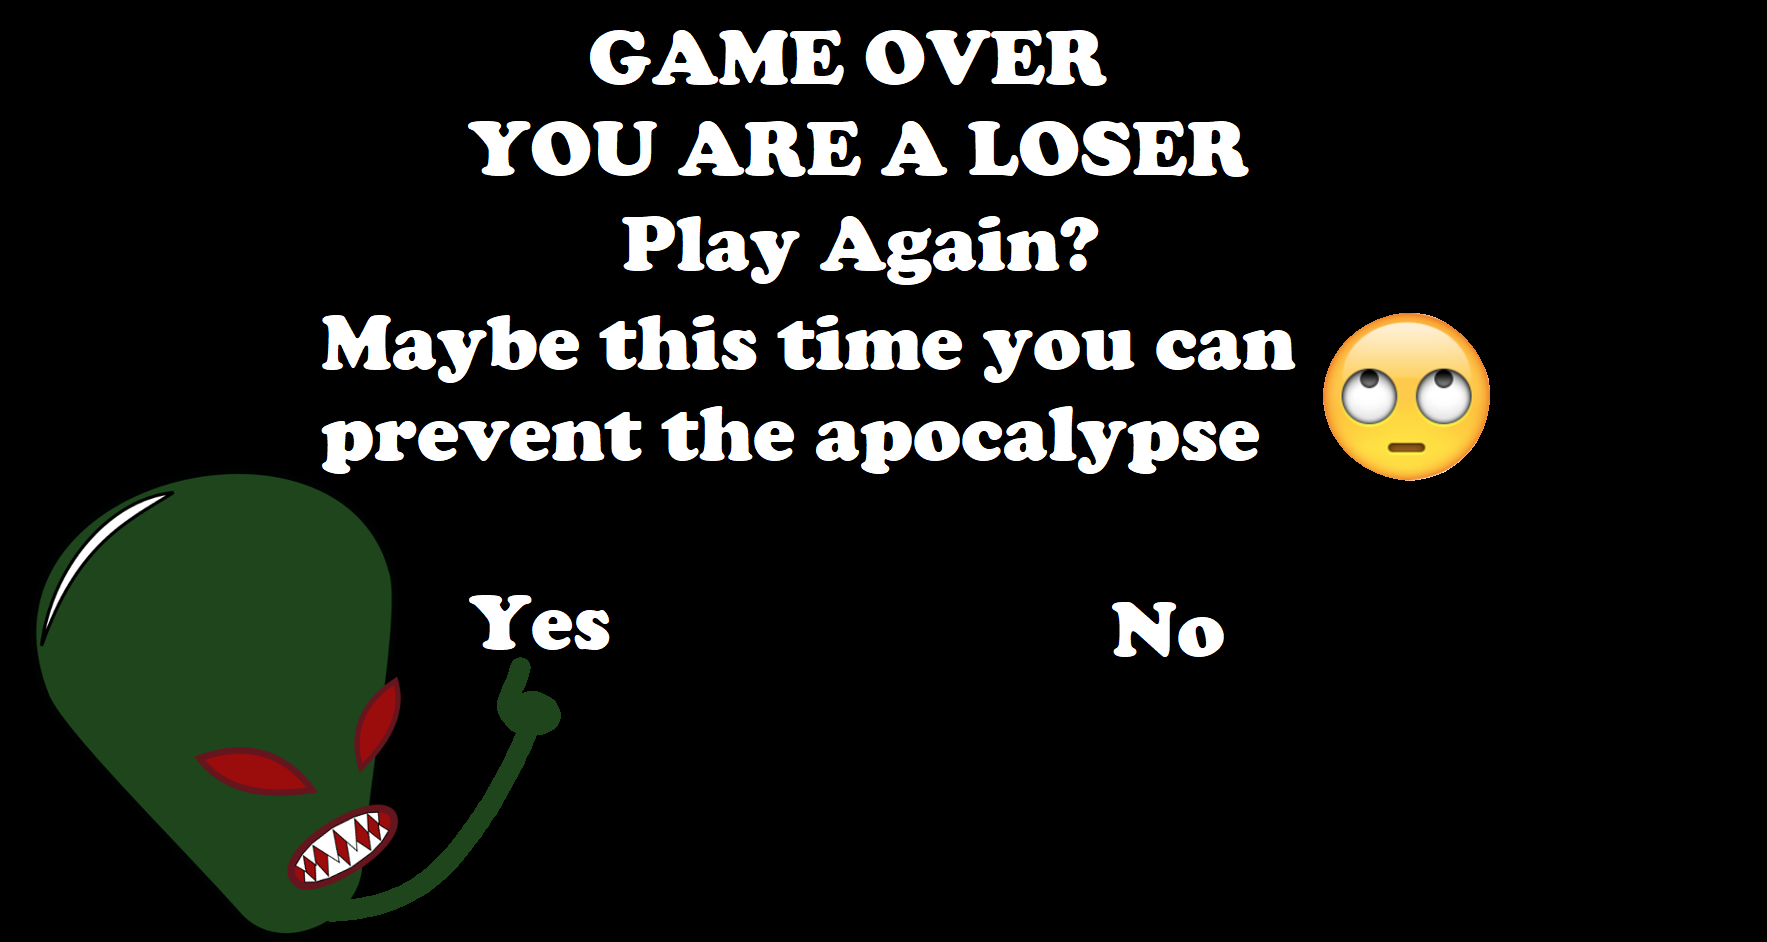 GAME OVER
YOU ARE A LOSER
Play Again?
Maybe this time you can
prevent the apocalypse
Yes
No